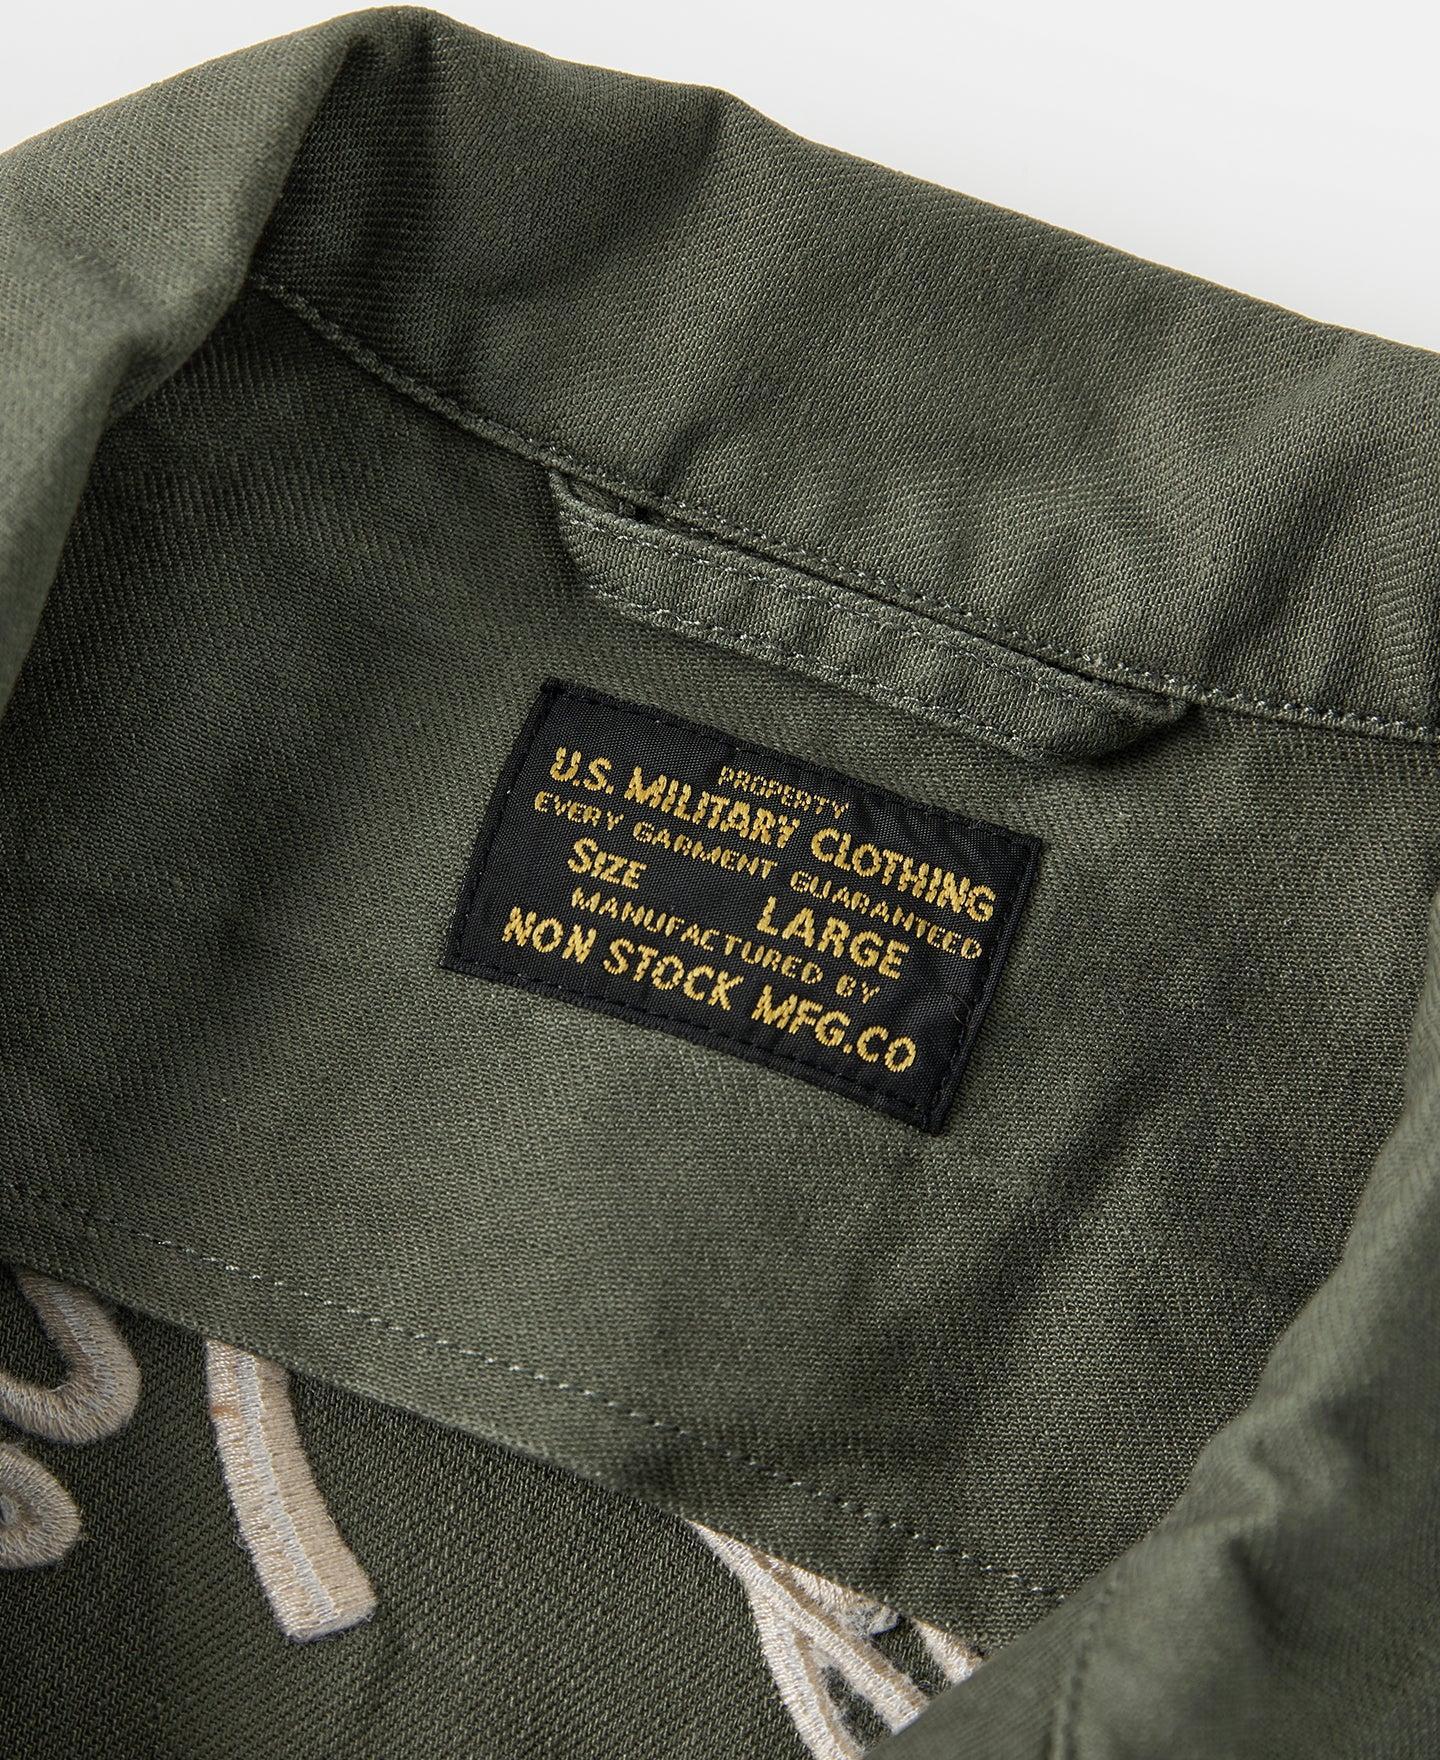 PROPERTY
U.S. MILITARY CLOTHING
EVERY GARMENT GUARANTEED
SIZE LARGE
MANUFACTURED BY
NON STOCK MFG.CO